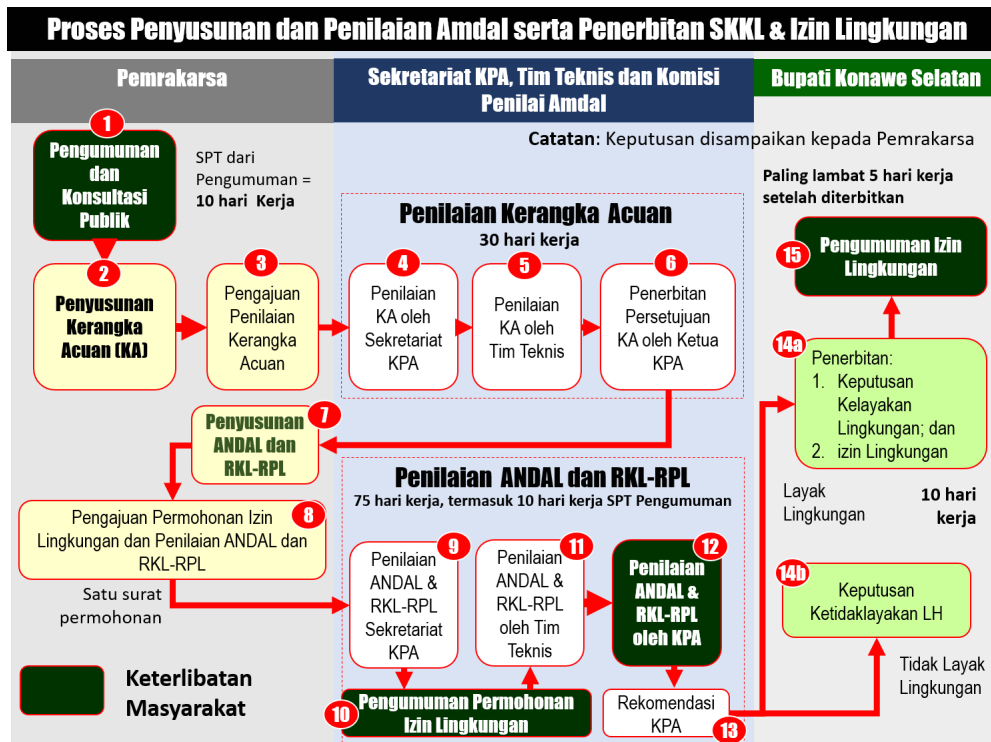 Proses Penyusunan dan Penilaian Amdal serta Penerbitan SKKL & Izin Lingkungan
Pemrakarsa
Sekretariat KPA, Tim Teknis dan Komisi
Penilai Amdal
Bupati Konawe Selatan
Catatan: Keputusan disampaikan kepada Pemrakarsa
1
Pengumuman
dan
Konsultasi
Publik
SPT dari
Pengumuman =
10 hari Kerja
2
Penyusunan
Kerangka
Acuan (KA)
3
Pengajuan
Penilaian
Kerangka
Acuan
Penilaian Kerangka Acuan
30 hari kerja
4
Penilaian
KA oleh
Sekretariat
KPA
5
Penilaian
KA oleh
Tim Teknis
6
Penerbitan
Persetujuan
KA oleh Ketua
KPA
Paling lambat 5 hari kerja
setelah diterbitkan
15
Pengumuman Izin
Lingkungan
14a
Penerbitan:
1. Keputusan
Kelayakan
Lingkungan; dan
2. izin Lingkungan
7
Penyusunan
ANDAL dan
RKL-RPL
8
Pengajuan Permohonan Izin
Lingkungan dan Penilaian ANDAL dan
RKL-RPL
Satu surat
permohonan
Penilaian ANDAL dan RKL-RPL
75 hari kerja, termasuk 10 hari kerja SPT Pengumuman
9
Penilaian
ANDAL &
RKL-RPL
Sekretariat
KPA
10
Pengumuman Permohonan
Izin Lingkungan
11
Penilaian
ANDAL &
RKL-RPL
oleh Tim
Teknis
12
Penilaian
ANDAL &
RKL-RPL
oleh KPA
Rekomendasi
KPA
13
Layak
Lingkungan
10 hari
kerja
14b
Keputusan
Ketidaklayakan LH
Tidak Layak
Lingkungan
Keterlibatan
Masyarakat